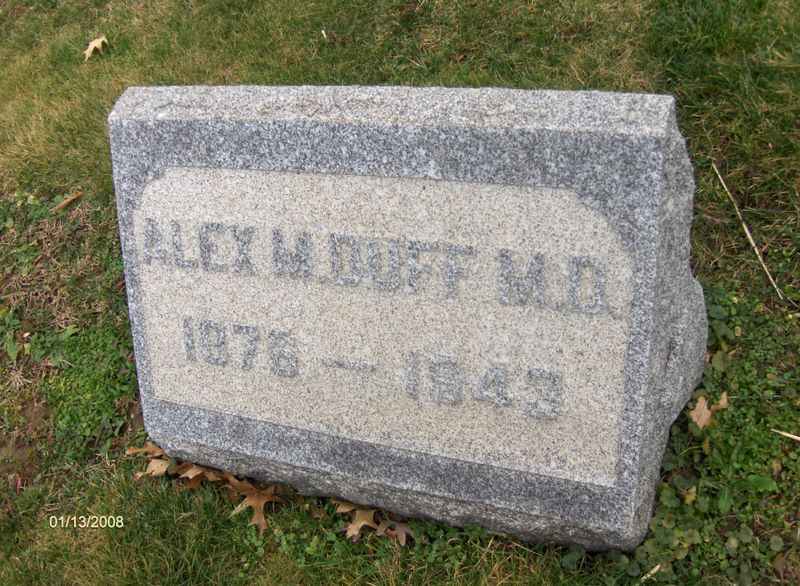 ALEX M. DUFF M.D.
1876 — 1943
01/13/2008